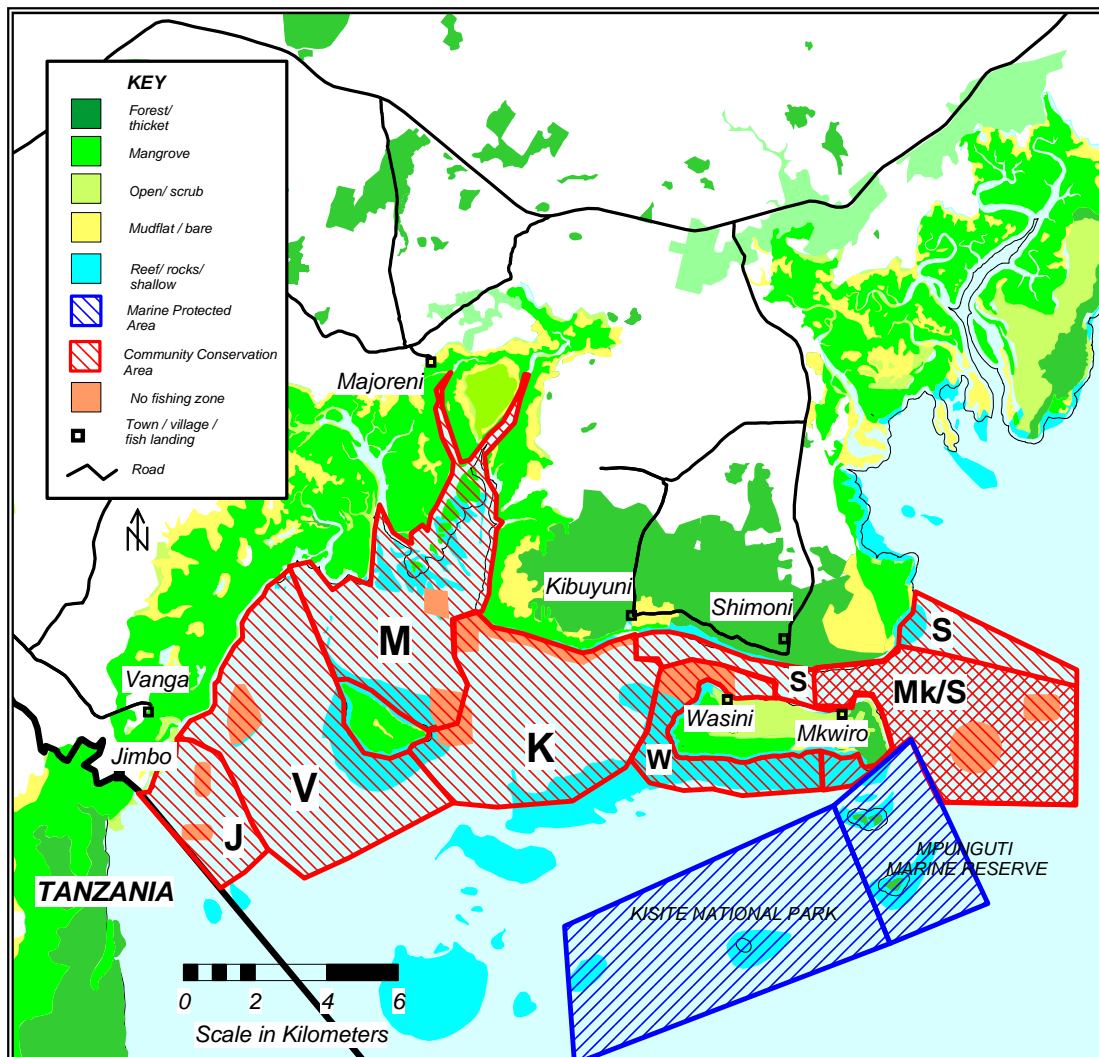 KEY
Forest/
thicket
Mangrove
Open/ scrub
Mudflat / bare
Reef/ rocks/
shallow
Marine Protected
Area
Community Conservation
Area
No fishing zone
Town / village /
fish landing
Road
N
Majoreni
Kibuyuni
Shimoni
S
M
Vanga
S
Mk/S
Wasini
Mkwiro
Jimbo
K
W
V
J
TANZANIA
MPUNGUTI
MARINE RESERVE
KISITE NATIONAL PARK
0 2 4 6
Scale in Kilometers